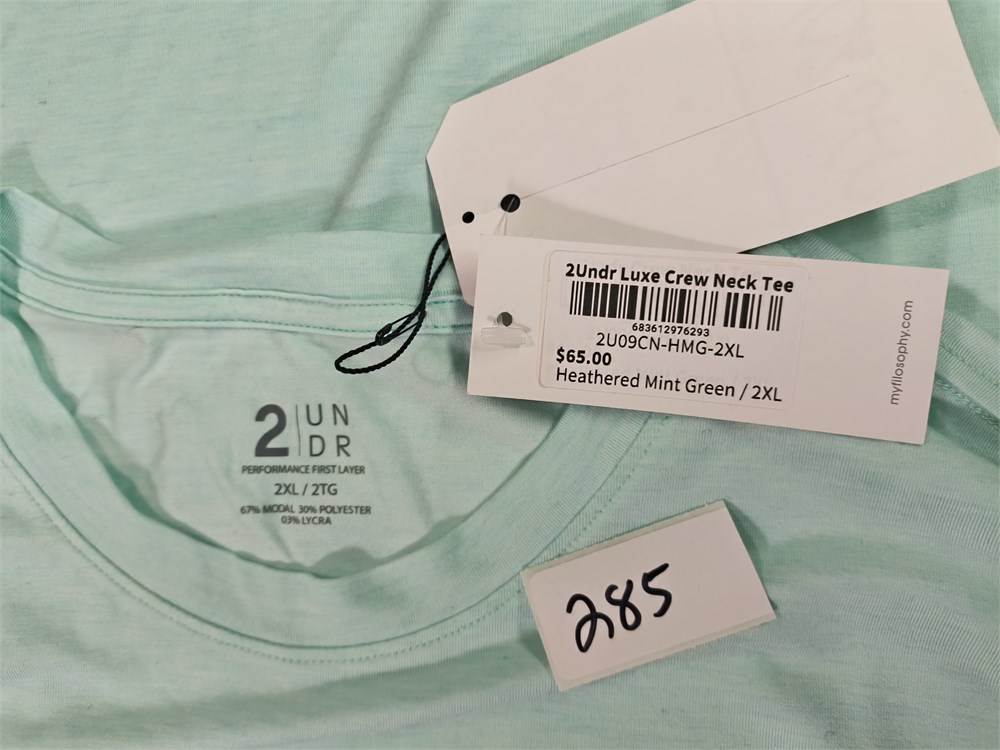 2Undr Luxe Crew Neck Tee
683612976293
2U09CN-HMG-2XL
$65.00
Heathered Mint Green / 2XL
myfilosophy.com
2 UN
DR
PERFORMANCE FIRST LAYER
2XL / 2TG
67% MODAL 30% POLYESTER
03% LYCRA
285